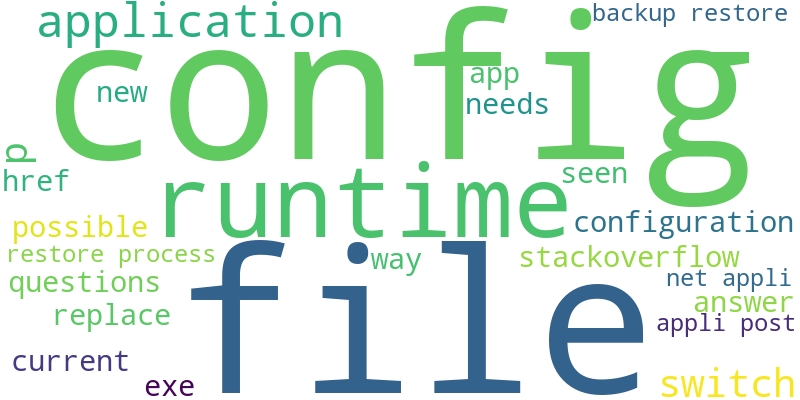 backup restore
application
config
app
new
needs
p
href
runtime
seen
possible
configuration
restore process
way
stackoverflow
questions
net appli
file
answer
replace
appli post
current
exe
switch